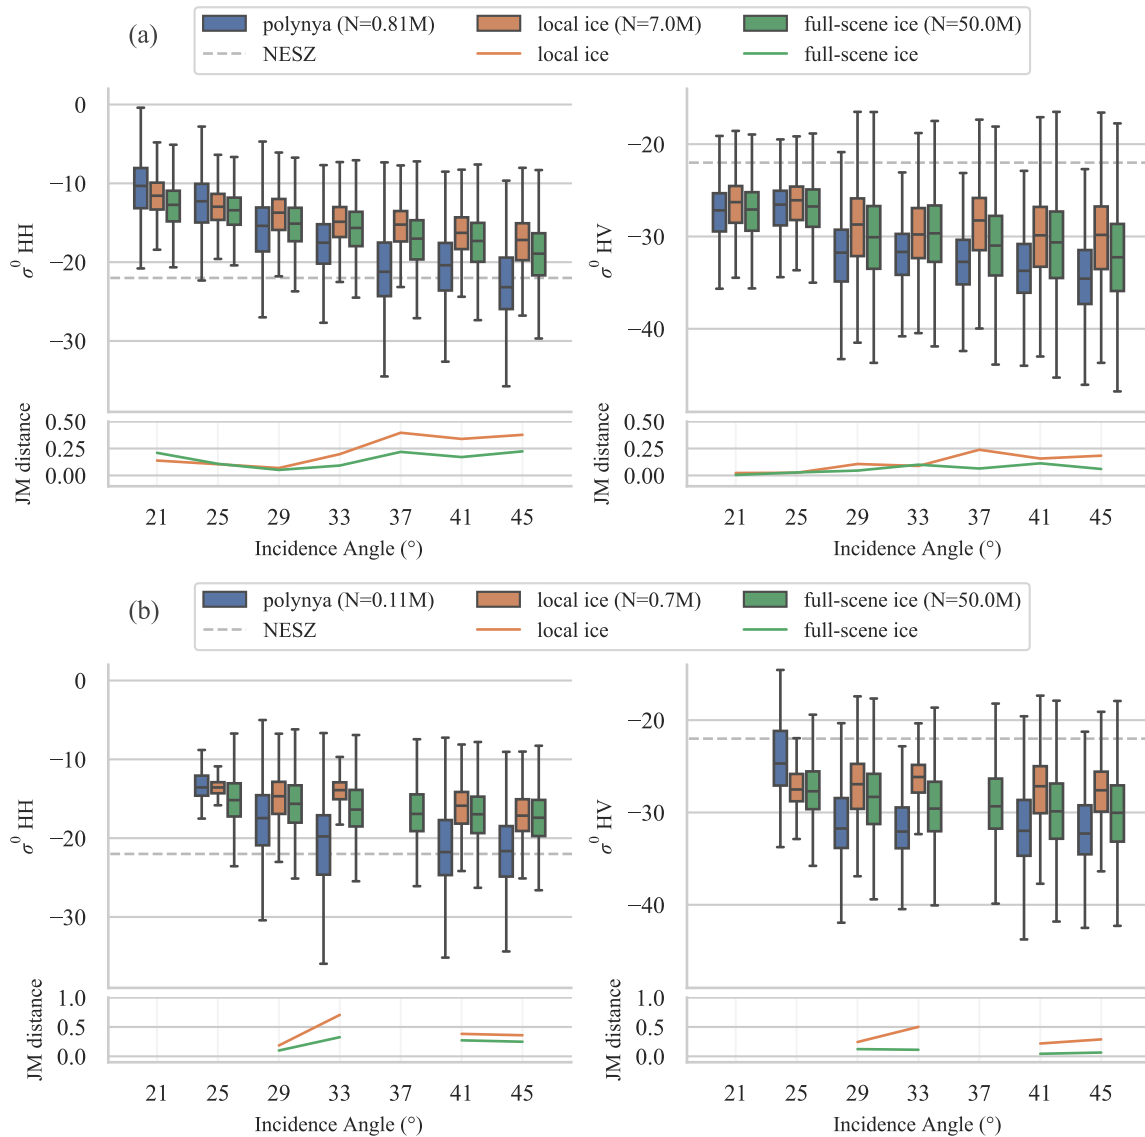 (a)
polynya (N=0.81M) local ice (N=7.0M) full-scene ice (N=50.0M)
NESZ local ice full-scene ice
0
−10
−20
−30
σ⁰ HH
−20
−30
−40
σ⁰ HV
0.50
0.25
0.00
JM distance
0.50
0.25
0.00
JM distance
21 25 29 33 37 41 45
Incidence Angle (°)
21 25 29 33 37 41 45
Incidence Angle (°)
(b)
polynya (N=0.11M) local ice (N=0.7M) full-scene ice (N=50.0M)
NESZ local ice full-scene ice
0
−10
−20
−30
σ⁰ HH
−20
−30
−40
σ⁰ HV
1.0
0.5
0.0
JM distance
1.0
0.5
0.0
JM distance
21 25 29 33 37 41 45
Incidence Angle (°)
21 25 29 33 37 41 45
Incidence Angle (°)